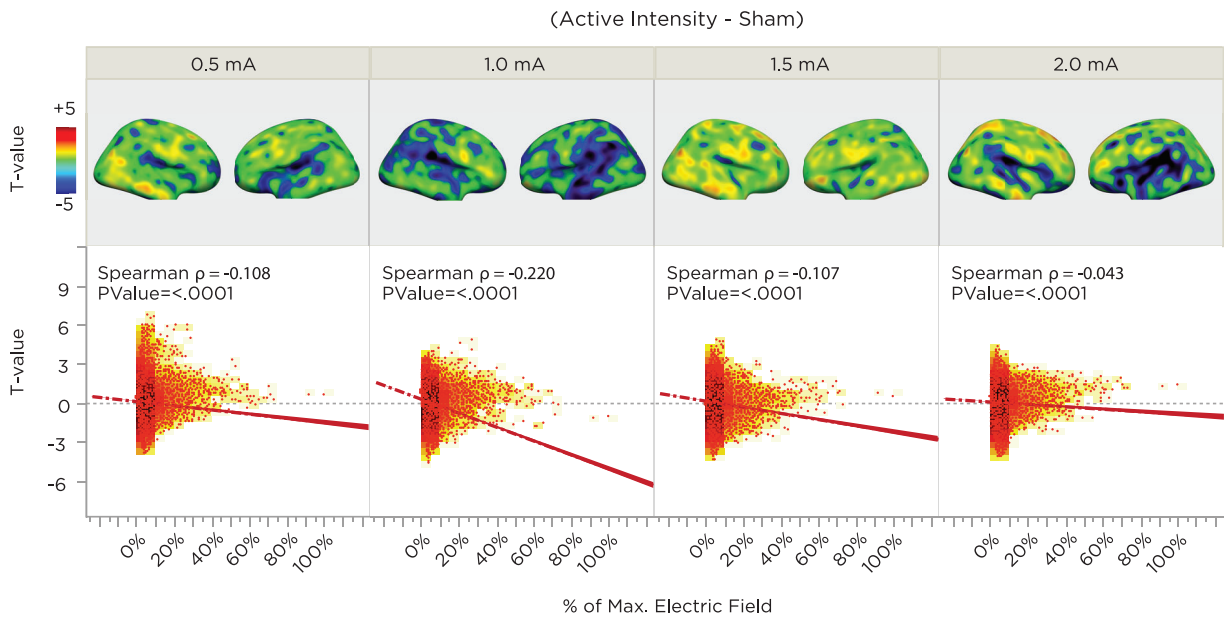 (Active Intensity - Sham)
0.5 mA 1.0 mA 1.5 mA 2.0 mA
T-value
+5
-5
Spearman ρ = -0.108
PValue=<.0001
Spearman ρ = -0.220
PValue=<.0001
Spearman ρ = -0.107
PValue=<.0001
Spearman ρ = -0.043
PValue=<.0001
T-value
9
6
3
0
-3
-6
0% 20% 40% 60% 80% 100% 0% 20% 40% 60% 80% 100% 0% 20% 40% 60% 80% 100% 0% 20% 40% 60% 80% 100%
% of Max. Electric Field